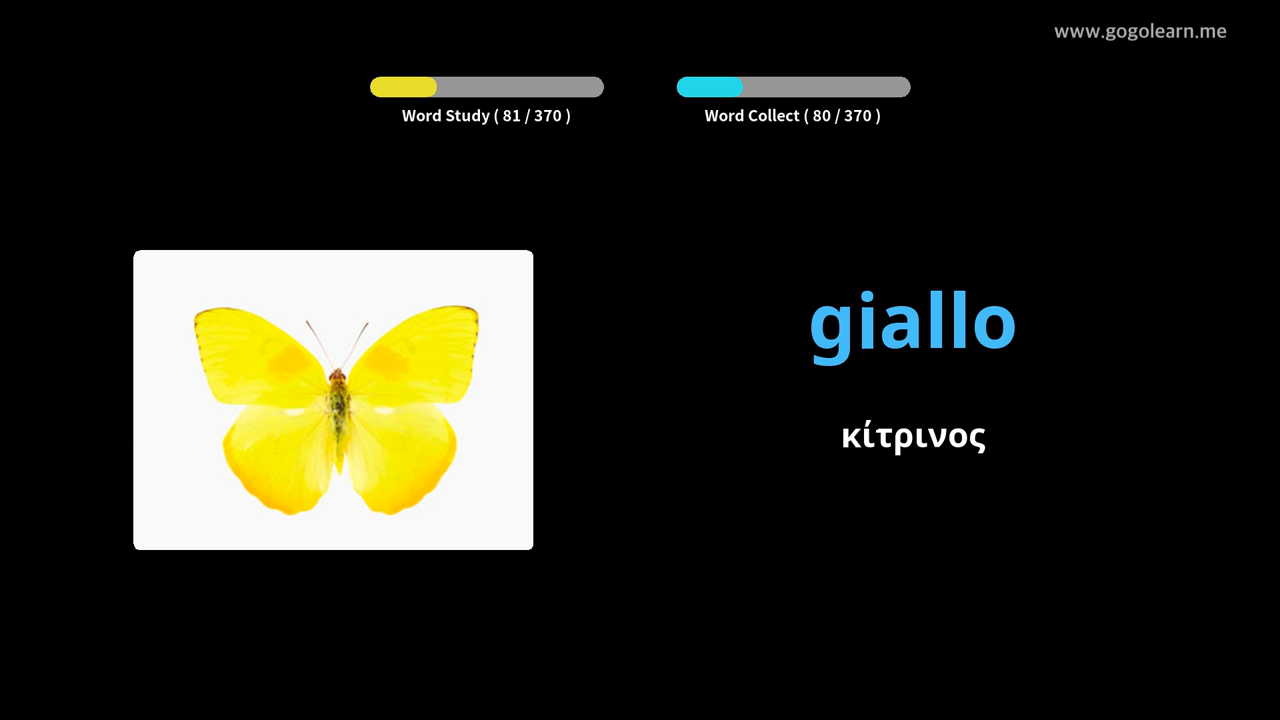 www.gogolearn.me
Word Study ( 81 / 370 )
Word Collect ( 80 / 370 )
giallo
κίτρινος